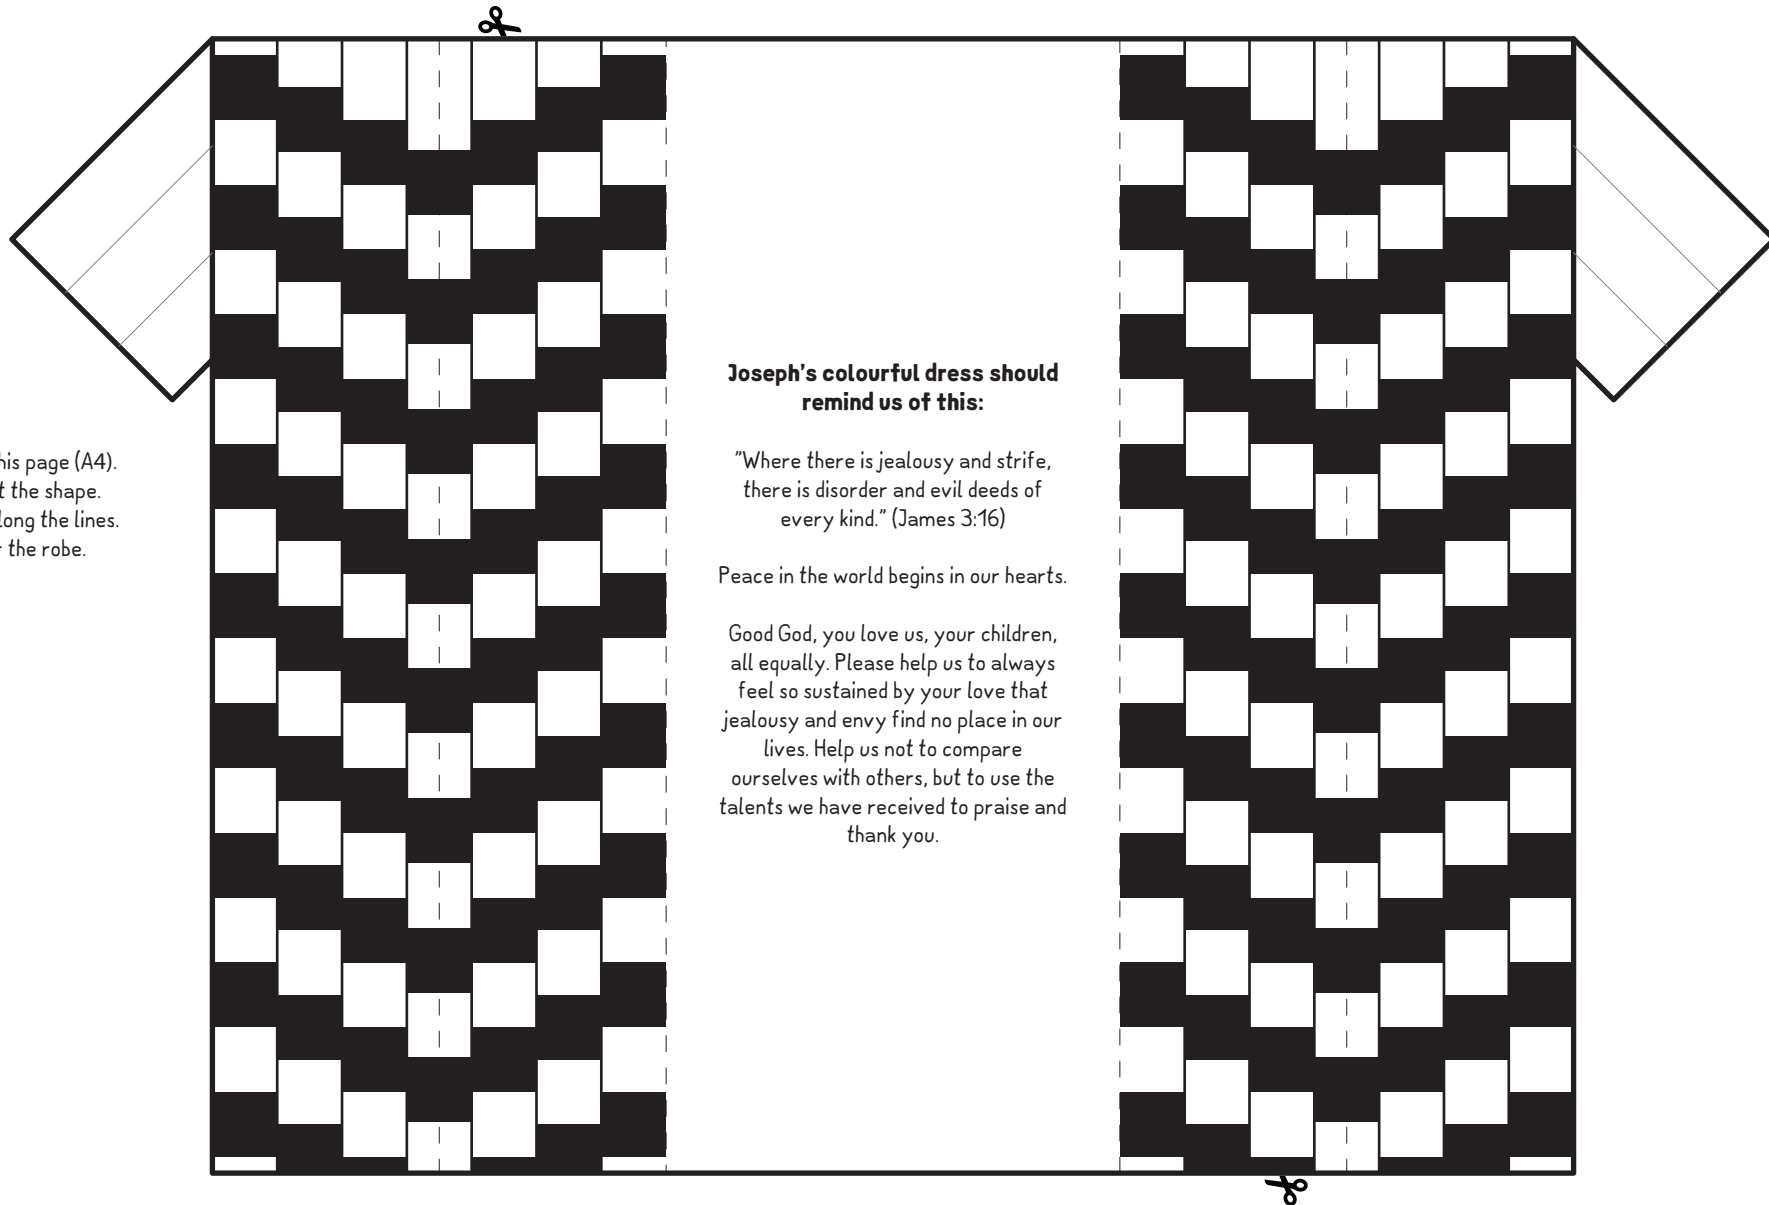 his page (A4).
t the shape.
long the lines.
r the robe.
Joseph's colourful dress should
remind us of this:
"Where there is jealousy and strife,
there is disorder and evil deeds of
every kind." (James 3:16)
Peace in the world begins in our hearts.
Good God, you love us, your children,
all equally. Please help us to always
feel so sustained by your love that
jealousy and envy find no place in our
lives. Help us not to compare
ourselves with others, but to use the
talents we have received to praise and
thank you.